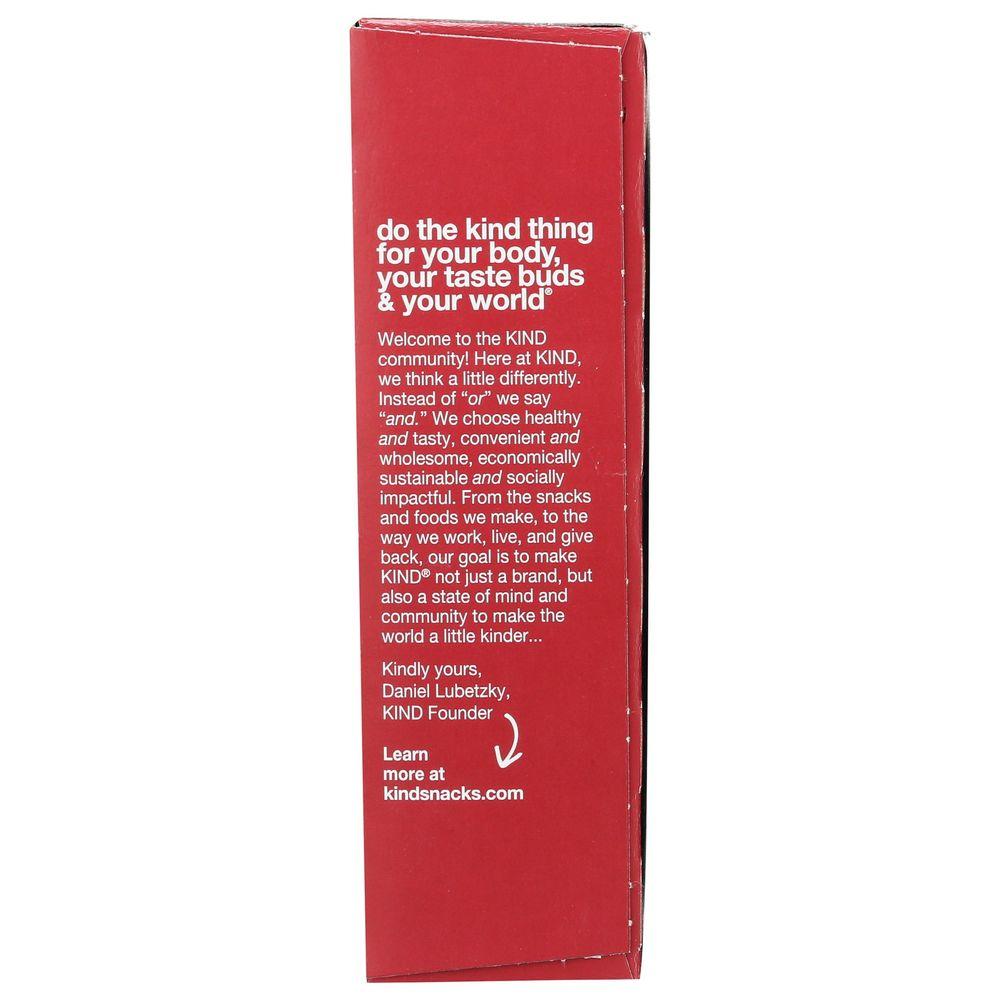 do the kind thing
for your body,
your taste buds
& your world®
Welcome to the KIND
community! Here at KIND,
we think a little differently.
Instead of “or” we say
“and.” We choose healthy
and tasty, convenient and
wholesome, economically
sustainable and socially
impactful. From the snacks
and foods we make, to the
way we work, live, and give
back, our goal is to make
KIND® not just a brand, but
also a state of mind and
community to make the
world a little kinder...
Kindly yours,
Daniel Lubetzky,
KIND Founder
Learn
more at
kindsnacks.com